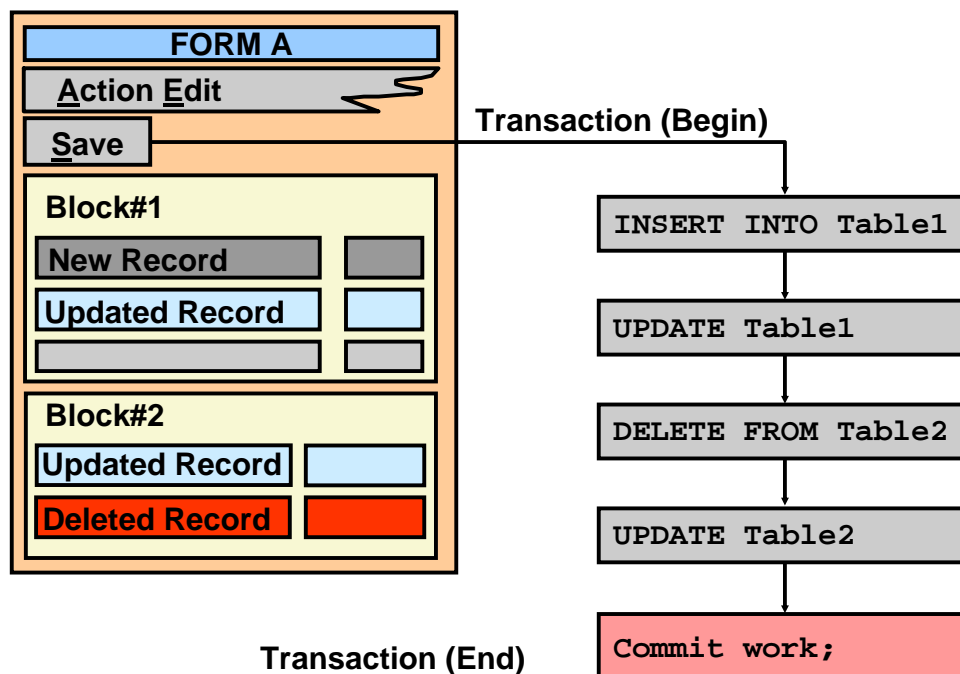 FORM A
Action Edit
Save
Transaction (Begin)
Block#1
New Record
Updated Record
Block#2
Updated Record
Deleted Record
INSERT INTO Table1
UPDATE Table1
DELETE FROM Table2
UPDATE Table2
Commit work;
Transaction (End)